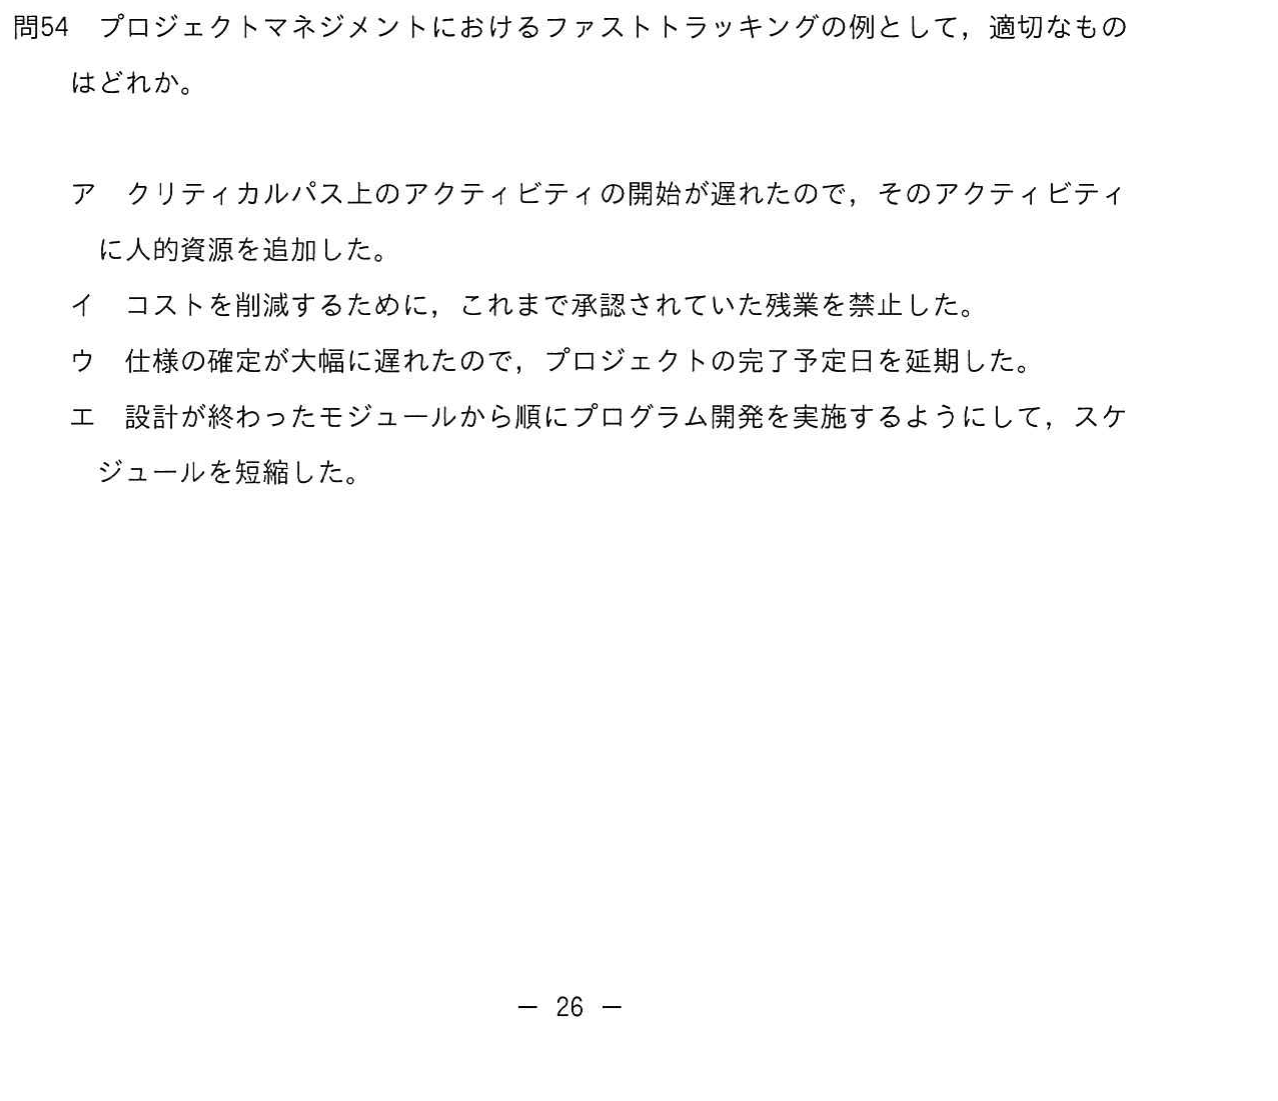 問54　プロジェクトマネジメントにおけるファストトラッキングの例として，適切なもの
はどれか。
ア　クリティカルパス上のアクティビティの開始が遅れたので，そのアクティビティ
に人的資源を追加した。
イ　コストを削減するために，これまで承認されていた残業を禁止した。
ウ　仕様の確定が大幅に遅れたので，プロジェクトの完了予定日を延期した。
エ　設計が終わったモジュールから順にプログラム開発を実施するようにして，スケ
ジュールを短縮した。
― 26 ―